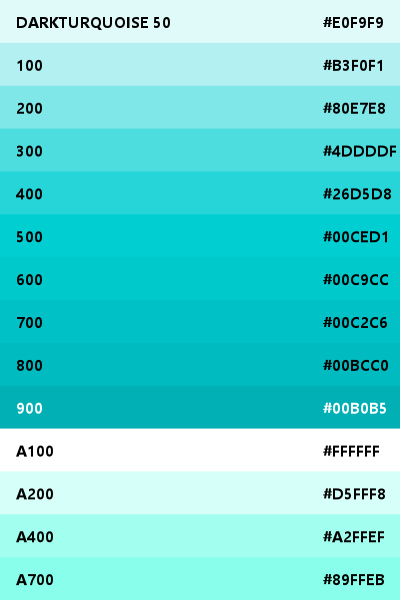 DARKTURQUOISE 50 #E0F9F9
100 #B3F0F1
200 #80E7E8
300 #4DDDDF
400 #26D5D8
500 #00CED1
600 #00C9CC
700 #00C2C6
800 #00BCC0
900 #00B0B5
A100 #FFFFFF
A200 #D5FFF8
A400 #A2FFEF
A700 #89FFEB